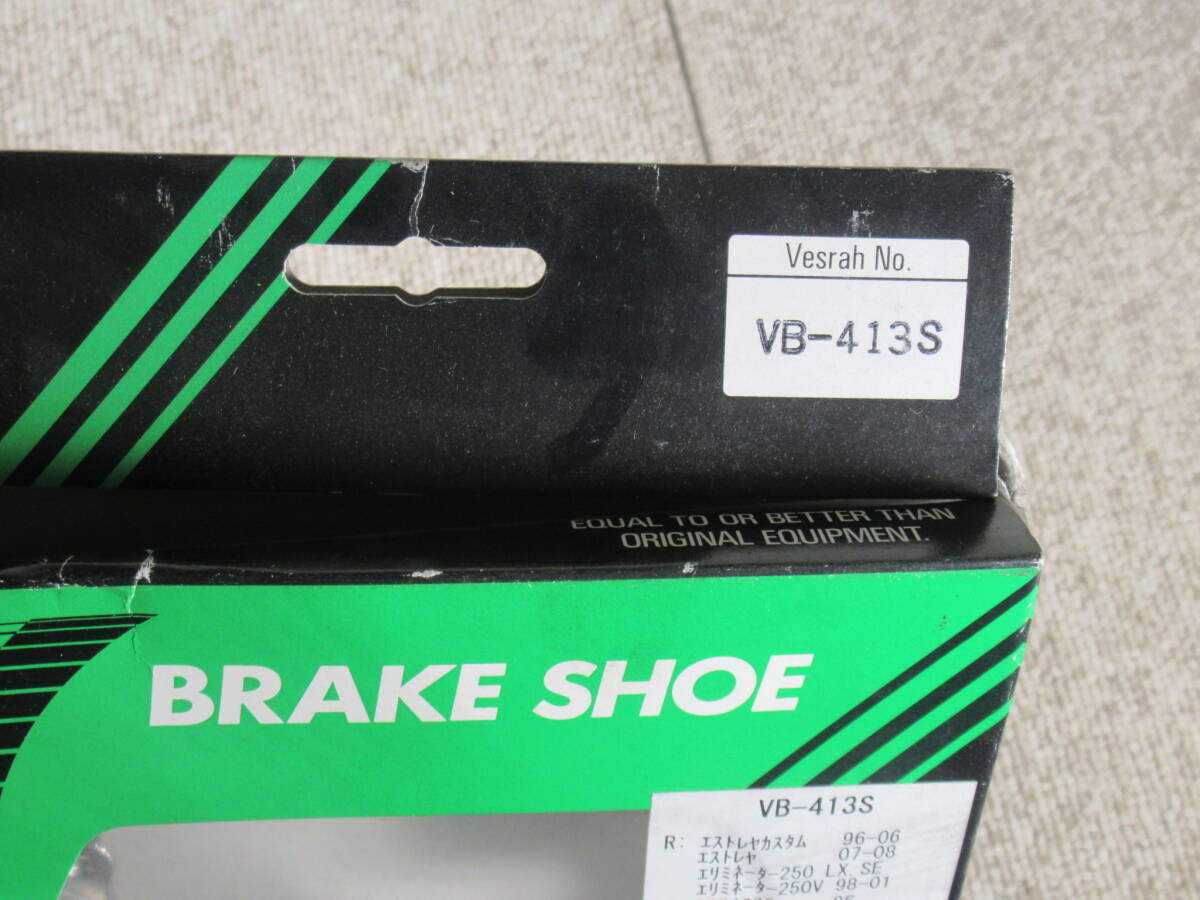 Vesrah No.
VB-413S
EQUAL TO OR BETTER THAN
ORIGINAL EQUIPMENT.
BRAKE SHOE
VB-413S
R: エストレヤカスタム 96-06
エストレヤ 07-08
エリミネーター250 LX. SE
エリミネーター250V 98-01